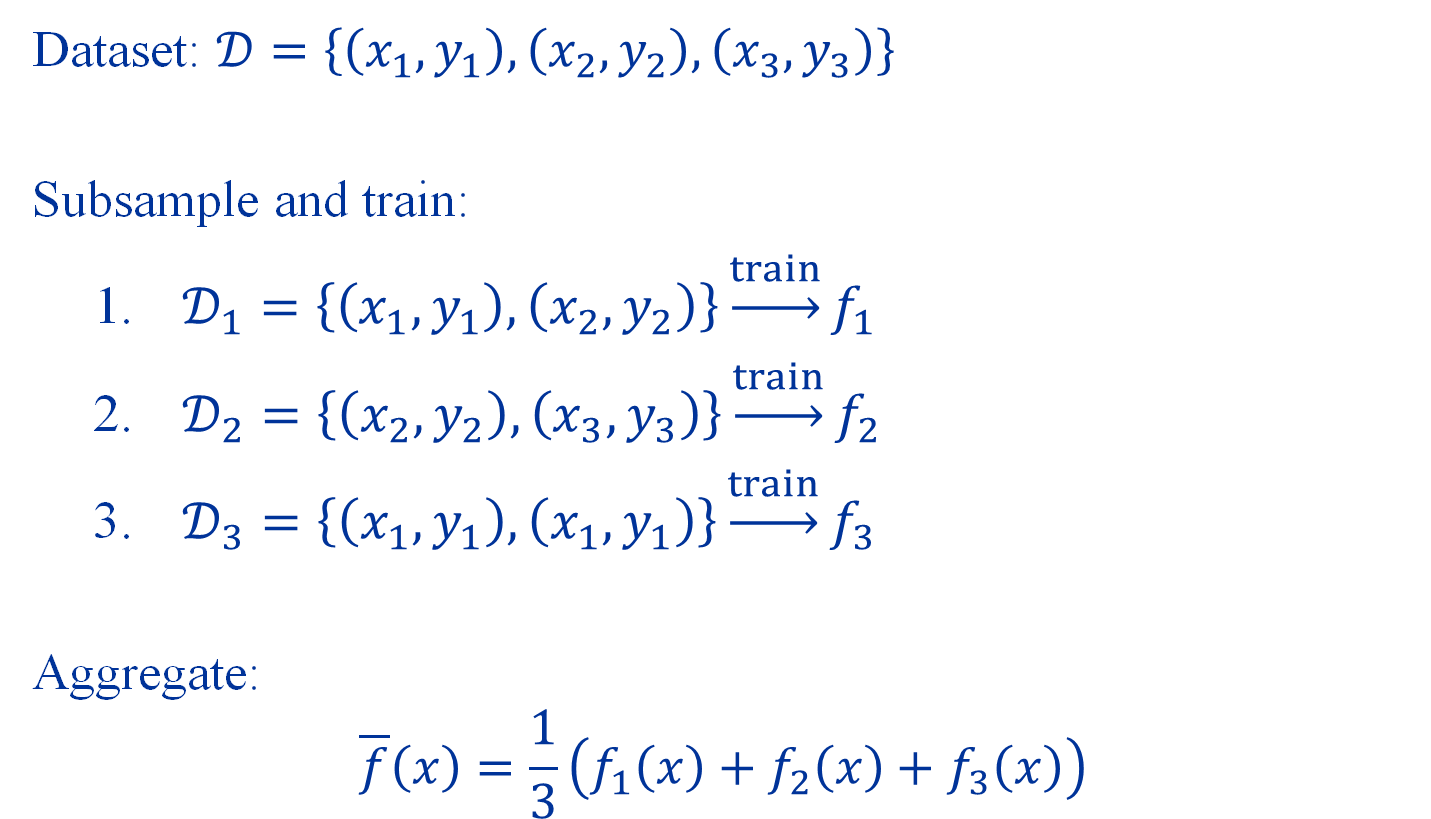 Dataset: 𝒟 = {(x₁, y₁), (x₂, y₂), (x₃, y₃)}
Subsample and train:
1. 𝒟₁ = {(x₁, y₁), (x₂, y₂)} train⟶ f₁
2. 𝒟₂ = {(x₂, y₂), (x₃, y₃)} train⟶ f₂
3. 𝒟₃ = {(x₁, y₁), (x₁, y₁)} train⟶ f₃
Aggregate:
f̅(x) = 1/3 (f₁(x) + f₂(x) + f₃(x))